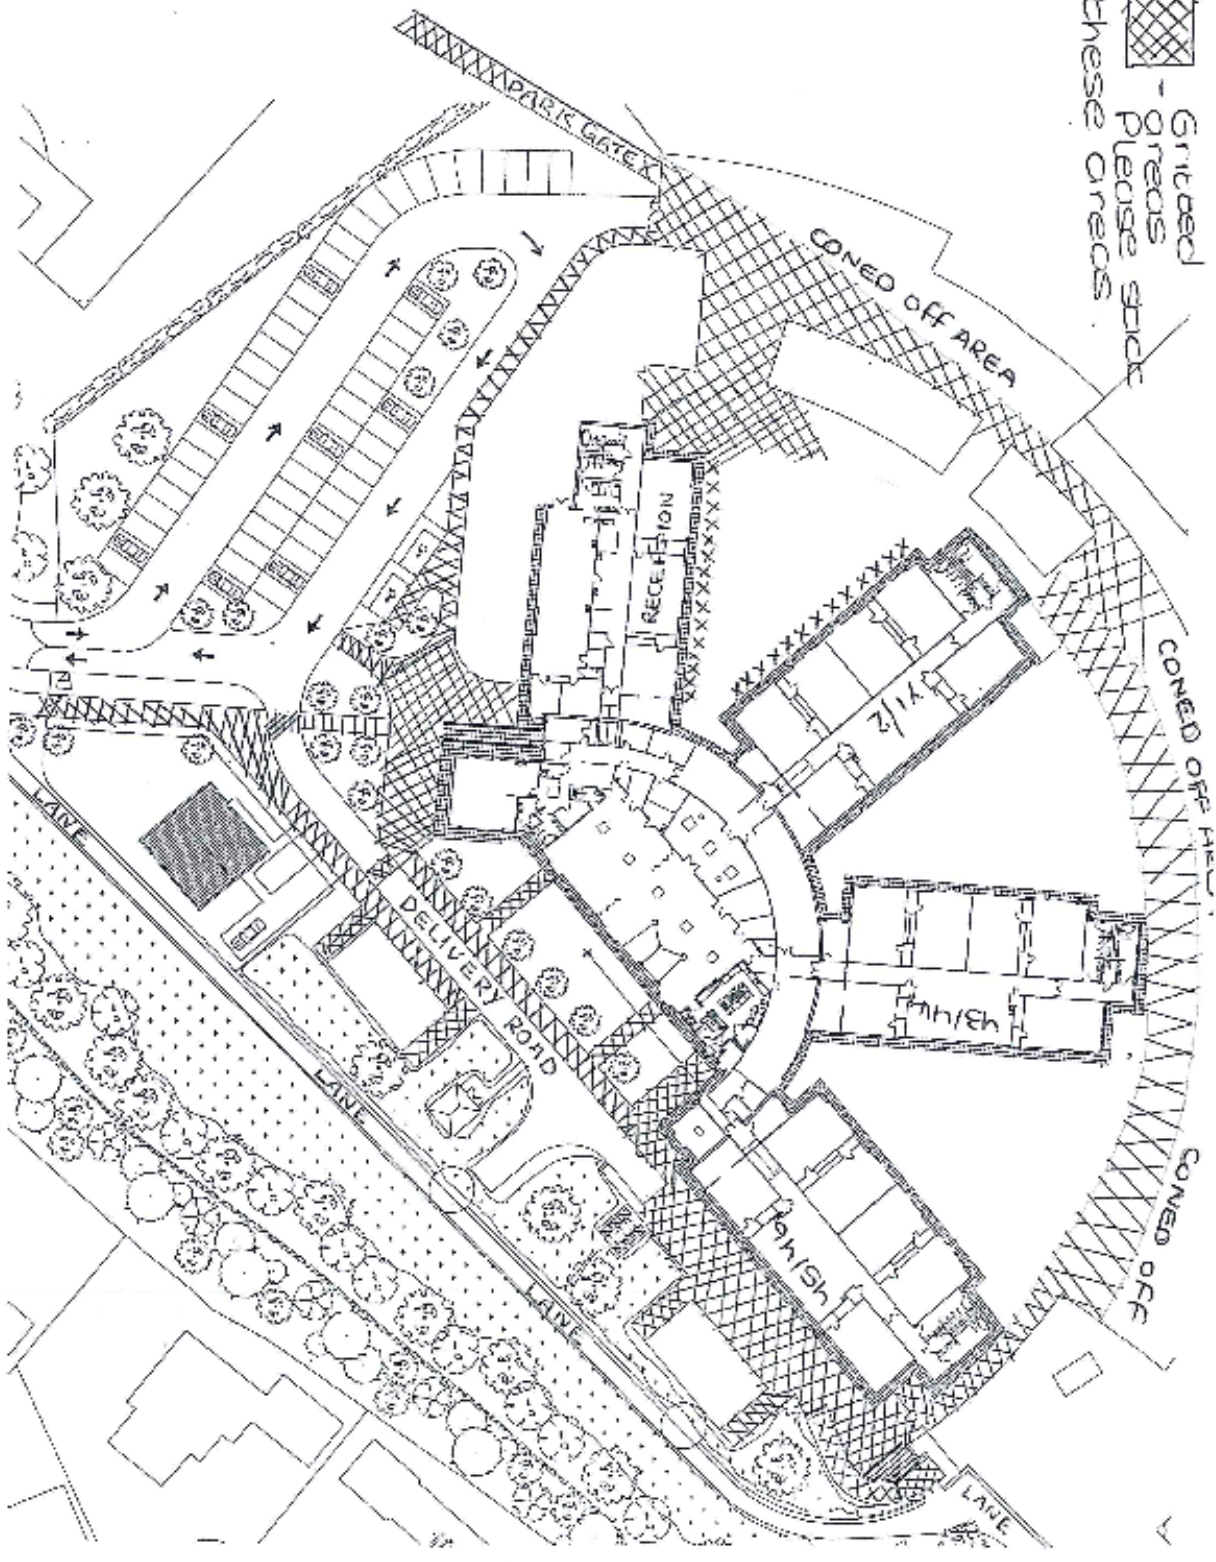 - Gritted
- areas
please stick
these areas
PARK GATE X
CONED OFF AREA
RECEPTION
Y1/2
CONED OFF
Y3/Y4
CONED OFF
Y5/Y6
DELIVERY ROAD
LANE
LANE
LANE
LANE